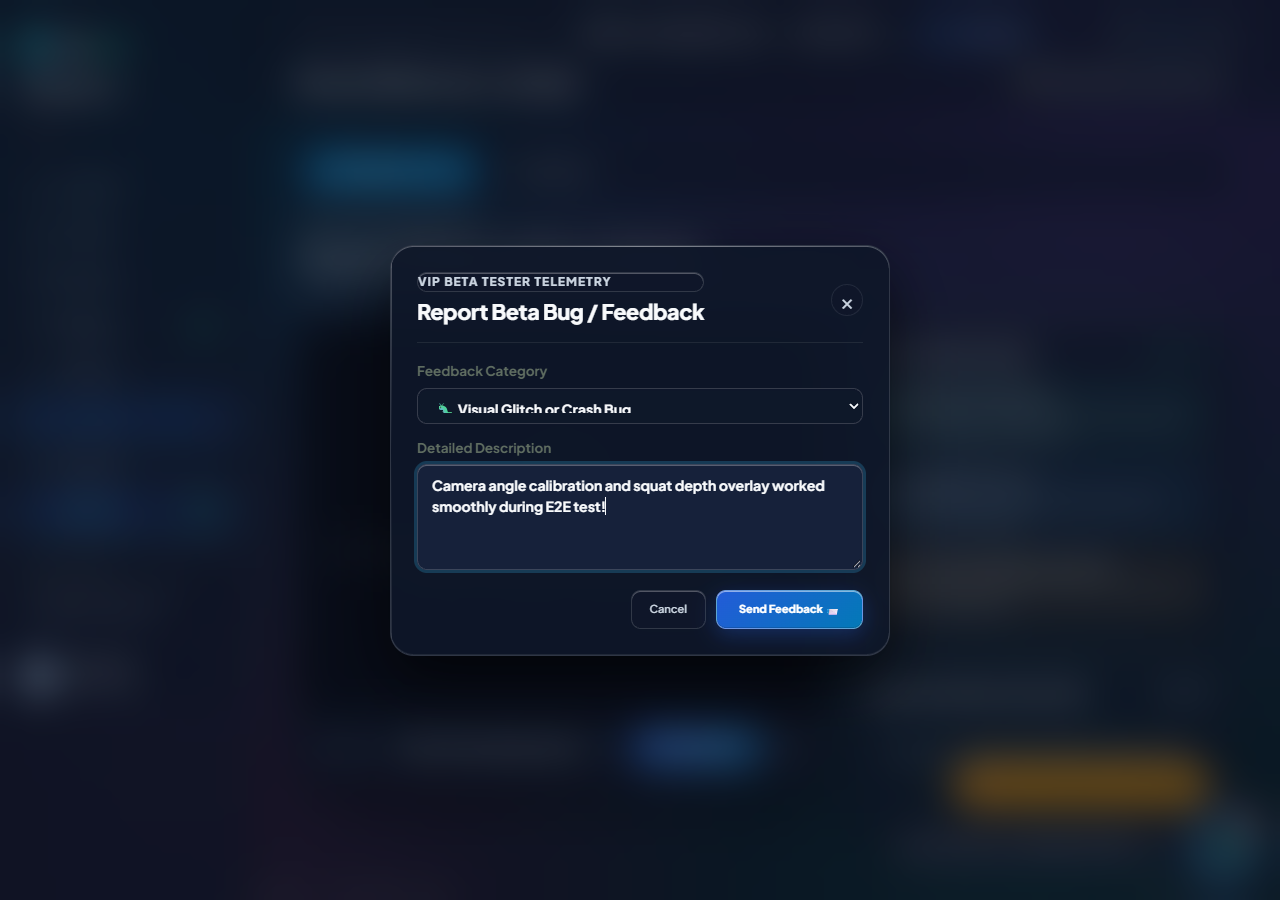 VIP BETA TESTER TELEMETRY
Report Beta Bug / Feedback
Feedback Category
Visual Glitch or Crash Bug
Detailed Description
Camera angle calibration and squat depth overlay worked
smoothly during E2E test!
Cancel
Send Feedback